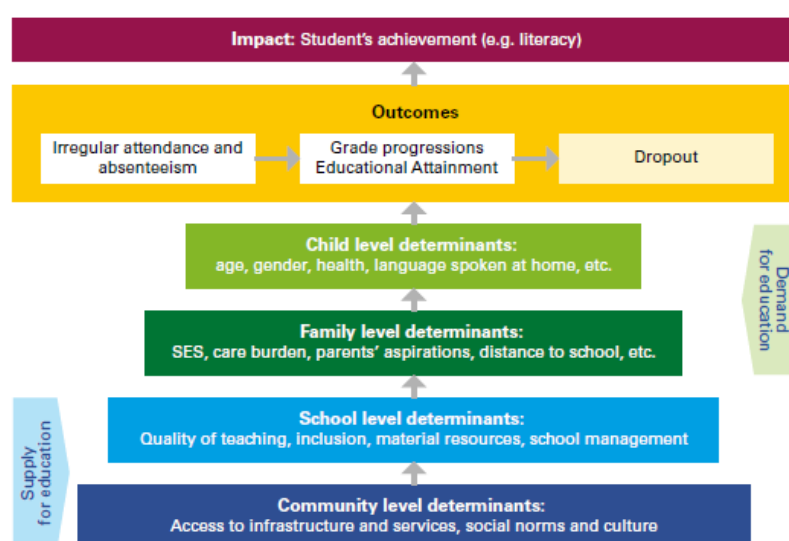 Impact: Student's achievement (e.g. literacy)
Outcomes
Irregular attendance and
absenteeism
Grade progressions
Educational Attainment
Dropout
Child level determinants:
age, gender, health, language spoken at home, etc.
Demand
for education
Family level determinants:
SES, care burden, parents' aspirations, distance to school, etc.
School level determinants:
Quality of teaching, inclusion, material resources, school management
Supply
for education
Community level determinants:
Access to infrastructure and services, social norms and culture